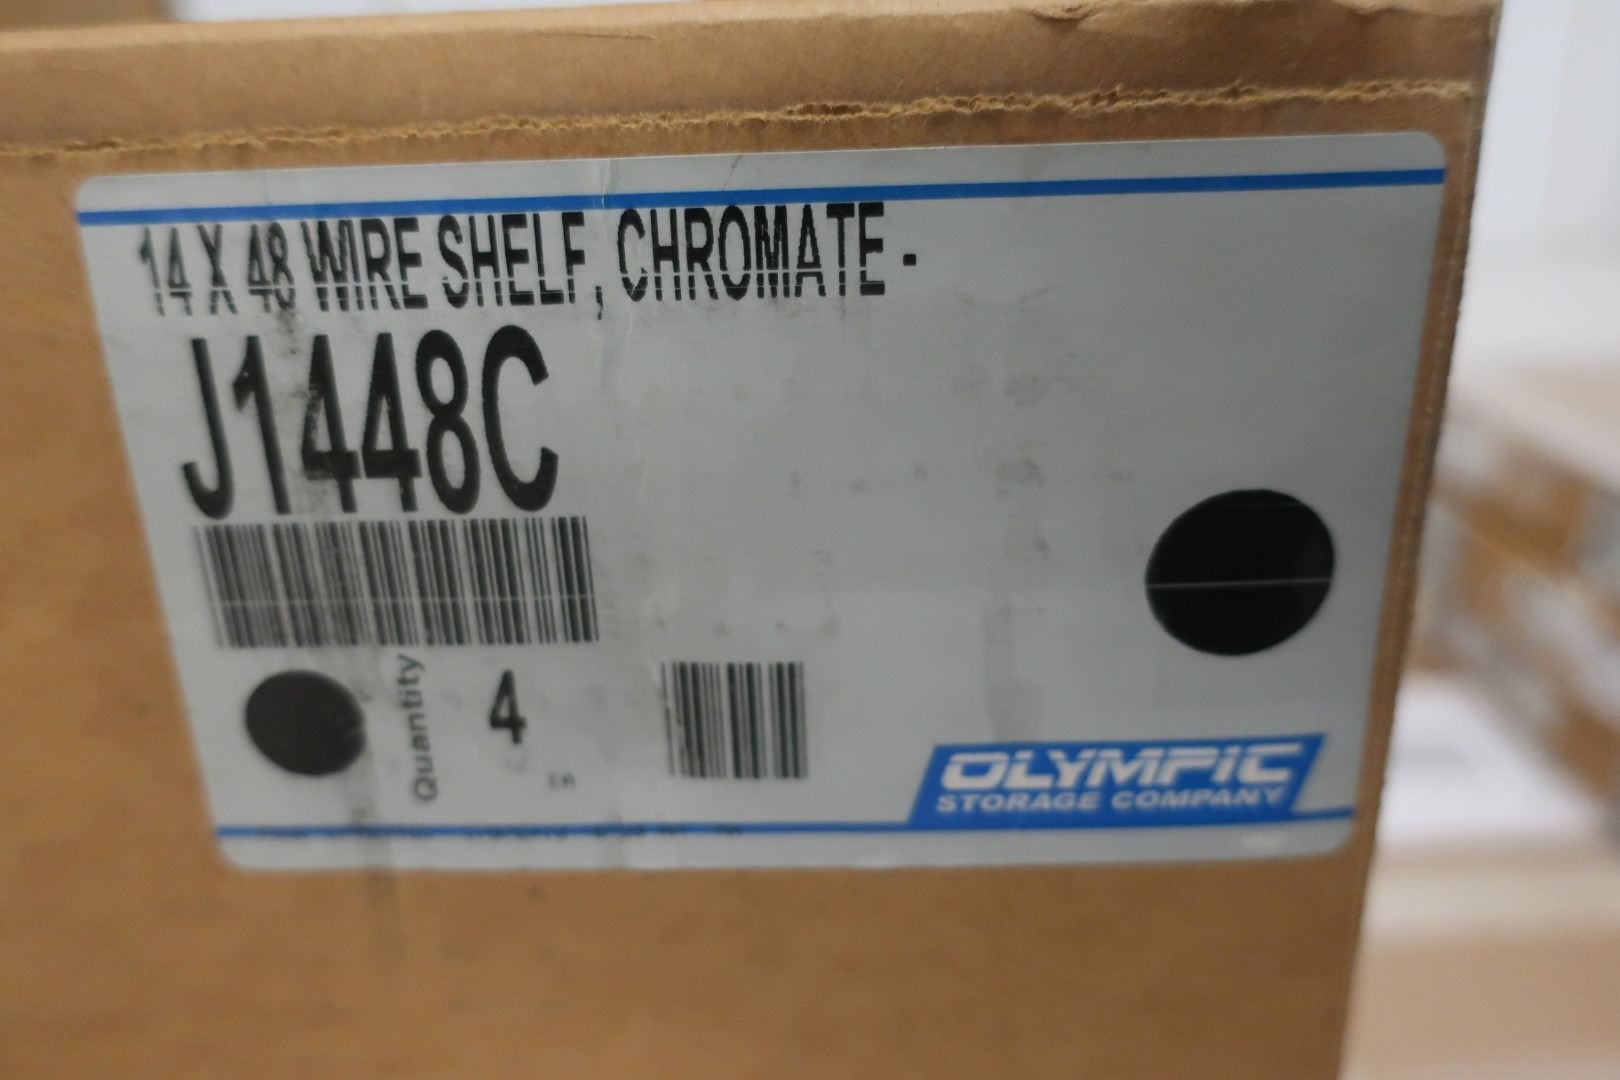 14 X 48 WIRE SHELF, CHROMATE -
J1448C
Quantity
4
EA
OLYMPIC
STORAGE COMPANY